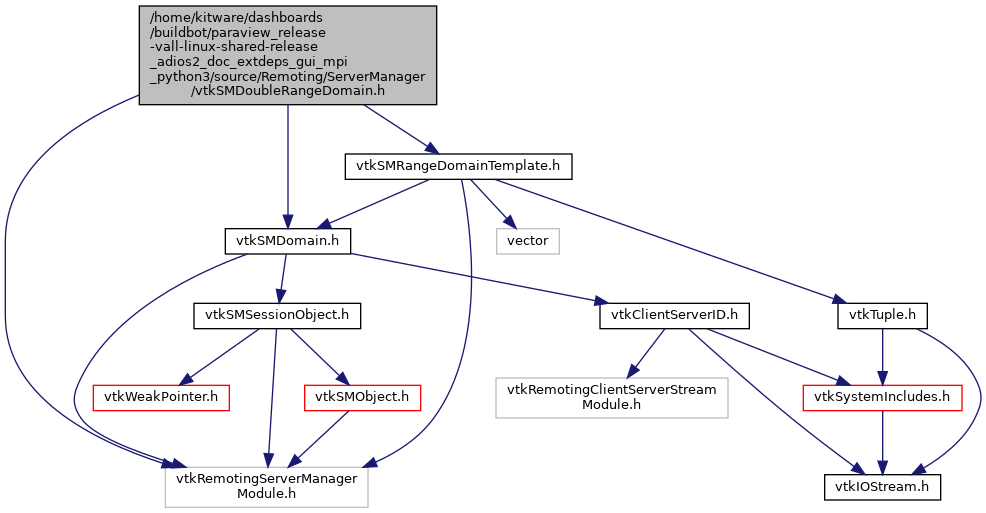 /home/kitware/dashboards
/buildbot/paraview_release
-vall-linux-shared-release
_adios2_doc_extdeps_gui_mpi
_python3/source/Remoting/ServerManager
/vtkSMDoubleRangeDomain.h
vtkSMRangeDomainTemplate.h
vtkSMDomain.h
vector
vtkSMSessionObject.h
vtkClientServerID.h
vtkTuple.h
vtkWeakPointer.h
vtkSMObject.h
vtkRemotingClientServerStream
Module.h
vtkSystemIncludes.h
vtkRemotingServerManager
Module.h
vtkIOStream.h